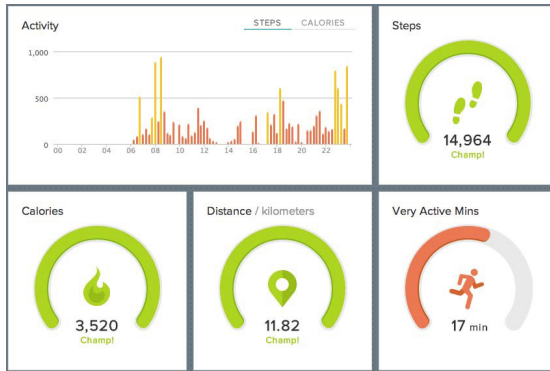 Activity
STEPS CALORIES
1,000
500
0
00 02 04 06 08 10 12 14 16 18 20 22
Steps
14,964
Champ!
Calories
3,520
Champ!
Distance / kilometers
11.82
Champ!
Very Active Mins
17 min